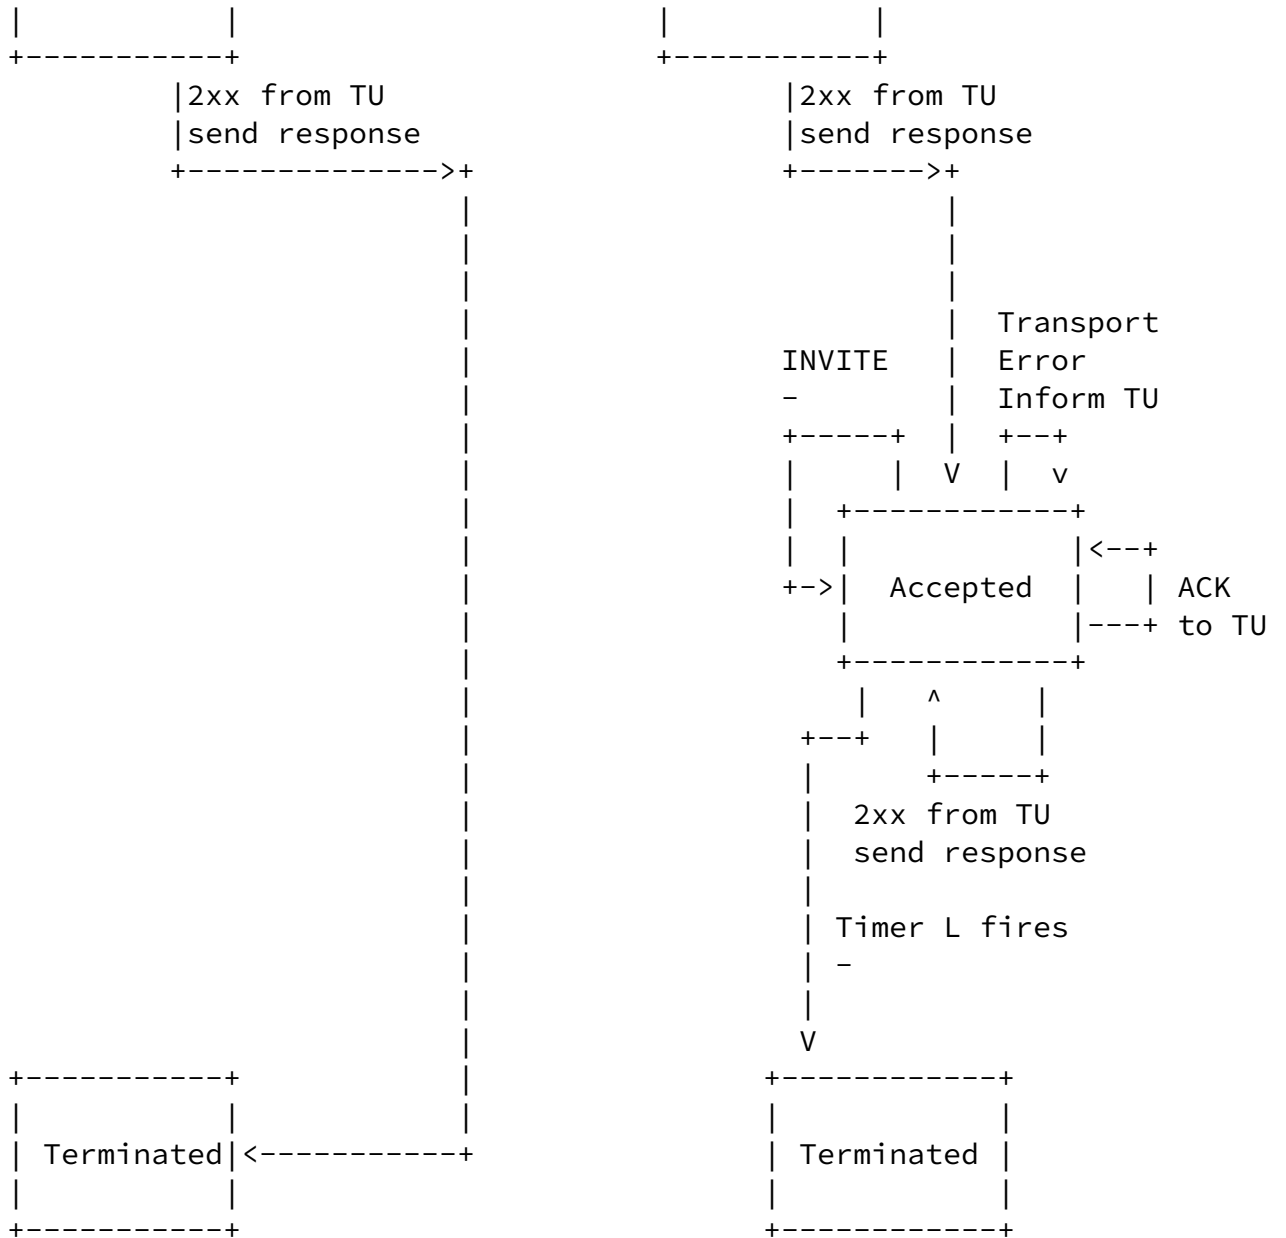 2xx from TU 2xx from TU
send response send response
Transport
INVITE Error
- Inform TU
Accepted ACK
to TU
2xx from TU
send response
Timer L fires
-
Terminated Terminated